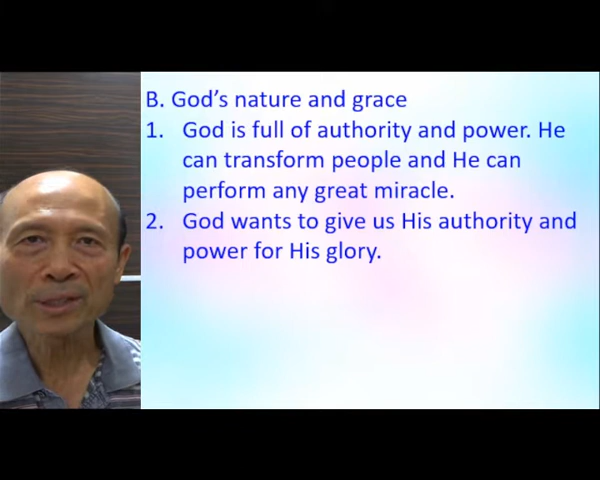 B. God’s nature and grace
1. God is full of authority and power. He
can transform people and He can
perform any great miracle.
2. God wants to give us His authority and
power for His glory.